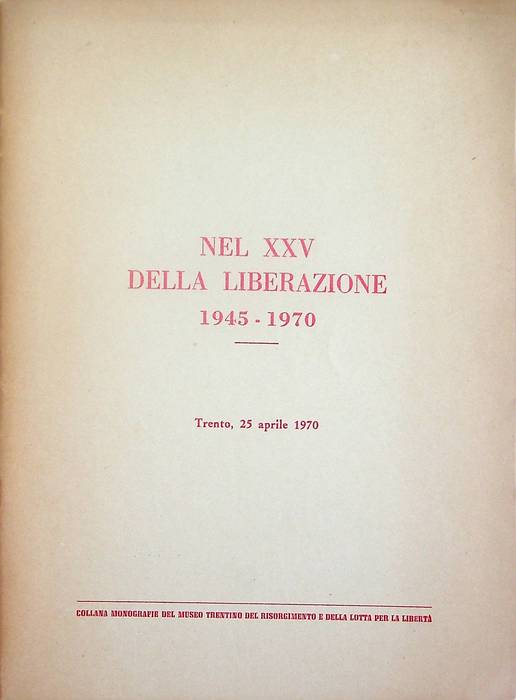 NEL XXV
DELLA LIBERAZIONE
1945 - 1970
Trento, 25 aprile 1970
COLLANA MONOGRAFIE DEL MUSEO TRENTINO DEL RISORGIMENTO E DELLA LOTTA PER LA LIBERTÀ